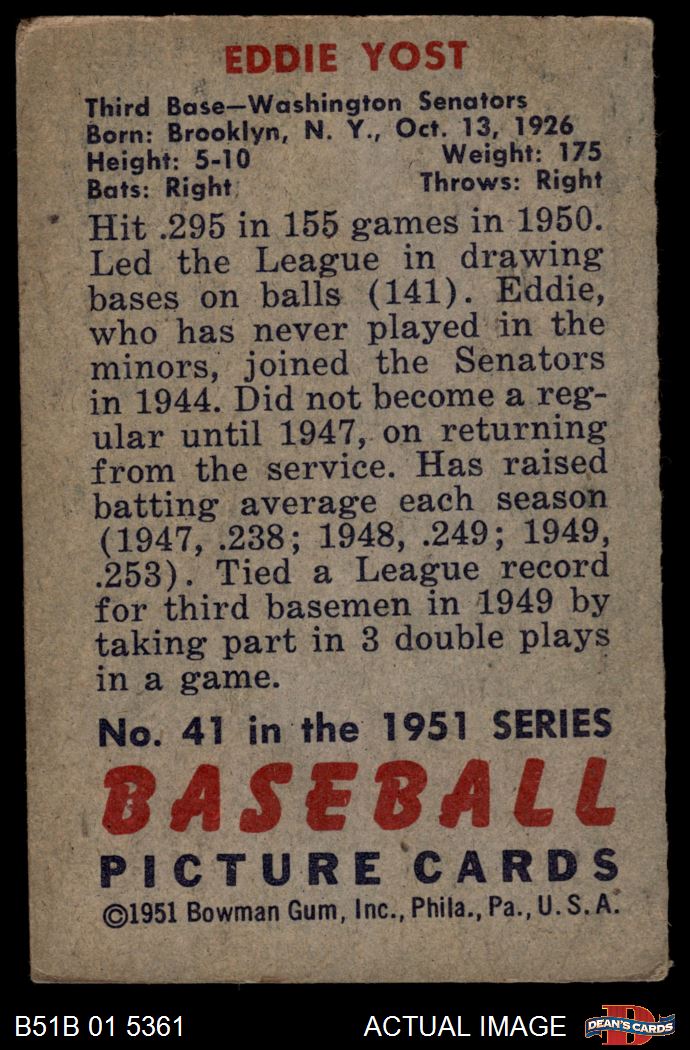 EDDIE YOST
Third Base—Washington Senators
Born: Brooklyn, N. Y., Oct. 13, 1926
Height: 5-10 Weight: 175
Bats: Right Throws: Right
Hit .295 in 155 games in 1950.
Led the League in drawing
bases on balls (141). Eddie,
who has never played in the
minors, joined the Senators
in 1944. Did not become a reg-
ular until 1947, on returning
from the service. Has raised
batting average each season
(1947, .238; 1948, .249; 1949,
.253). Tied a League record
for third basemen in 1949 by
taking part in 3 double plays
in a game.
No. 41 in the 1951 SERIES
BASEBALL
PICTURE CARDS
©1951 Bowman Gum, Inc., Phila., Pa., U. S. A.
B51B 01 5361 ACTUAL IMAGE D DEAN'S CARDS